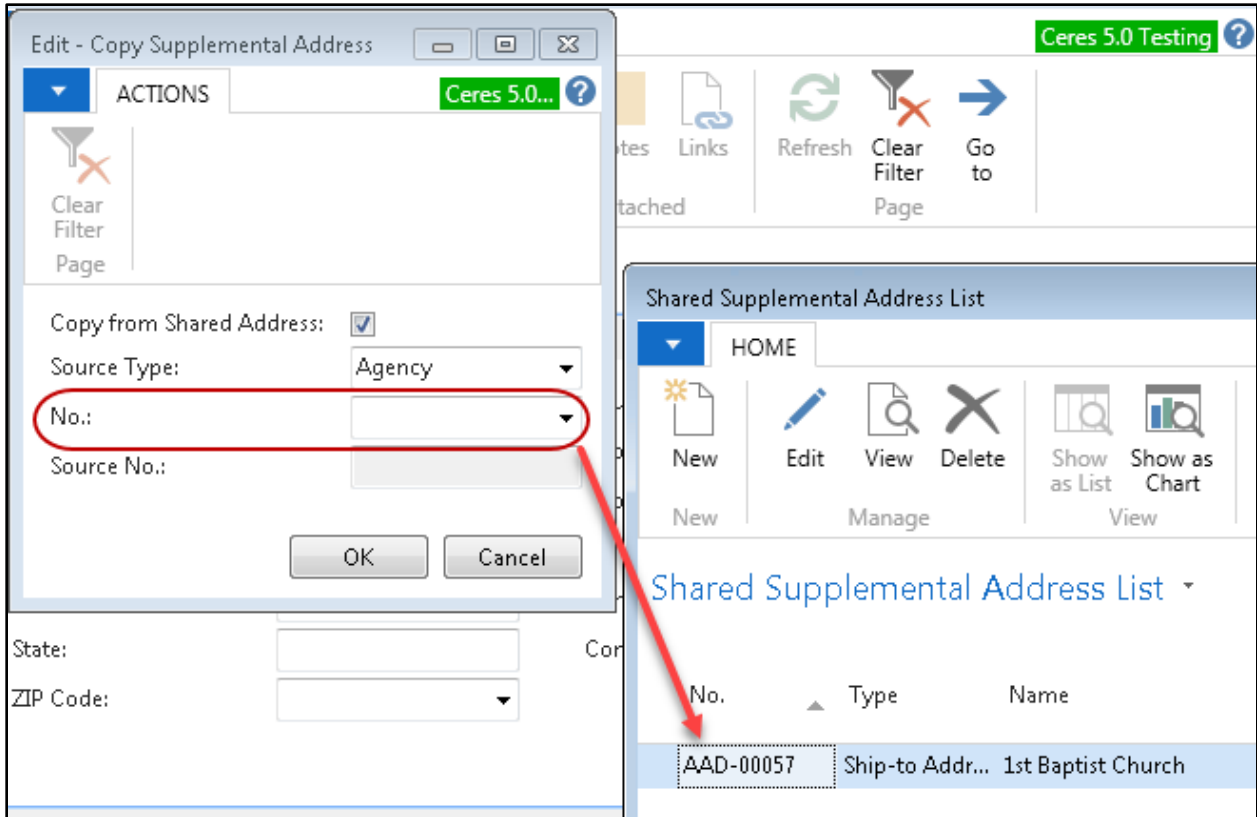 Edit - Copy Supplemental Address
ACTIONS
Ceres 5.0...
?
Clear
Filter
Page
Copy from Shared Address:
Source Type:
Agency
No.:
Source No.:
OK
Cancel
State:
ZIP Code:
Ceres 5.0 Testing
?
tes
Links
Refresh
Clear
Filter
Go
to
tached
Page
Cor
Shared Supplemental Address List
HOME
New
Edit
View
Delete
Show
as List
Show as
Chart
New
Manage
View
Shared Supplemental Address List
No.
Type
Name
AAD-00057
Ship-to Addr...
1st Baptist Church